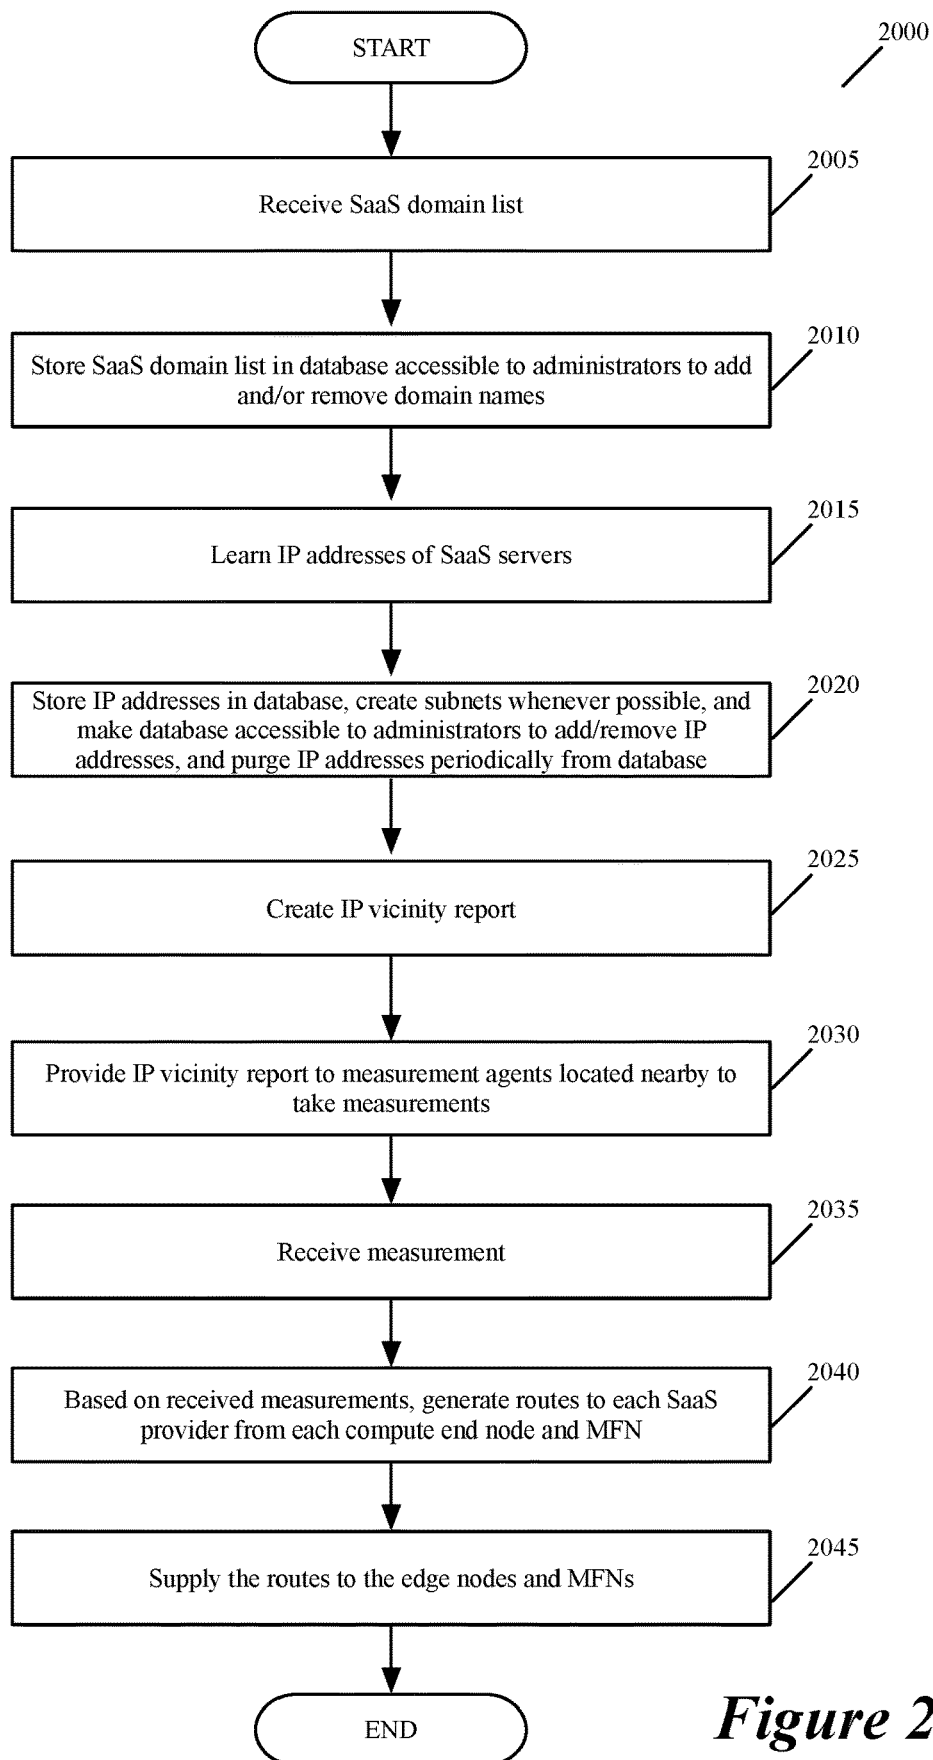 START
2000
2005
Receive SaaS domain list
2010
Store SaaS domain list in database accessible to administrators to add
and/or remove domain names
2015
Learn IP addresses of SaaS servers
2020
Store IP addresses in database, create subnets whenever possible, and
make database accessible to administrators to add/remove IP
addresses, and purge IP addresses periodically from database
2025
Create IP vicinity report
2030
Provide IP vicinity report to measurement agents located nearby to
take measurements
2035
Receive measurement
2040
Based on received measurements, generate routes to each SaaS
provider from each compute end node and MFN
2045
Supply the routes to the edge nodes and MFNs
END
Figure 2